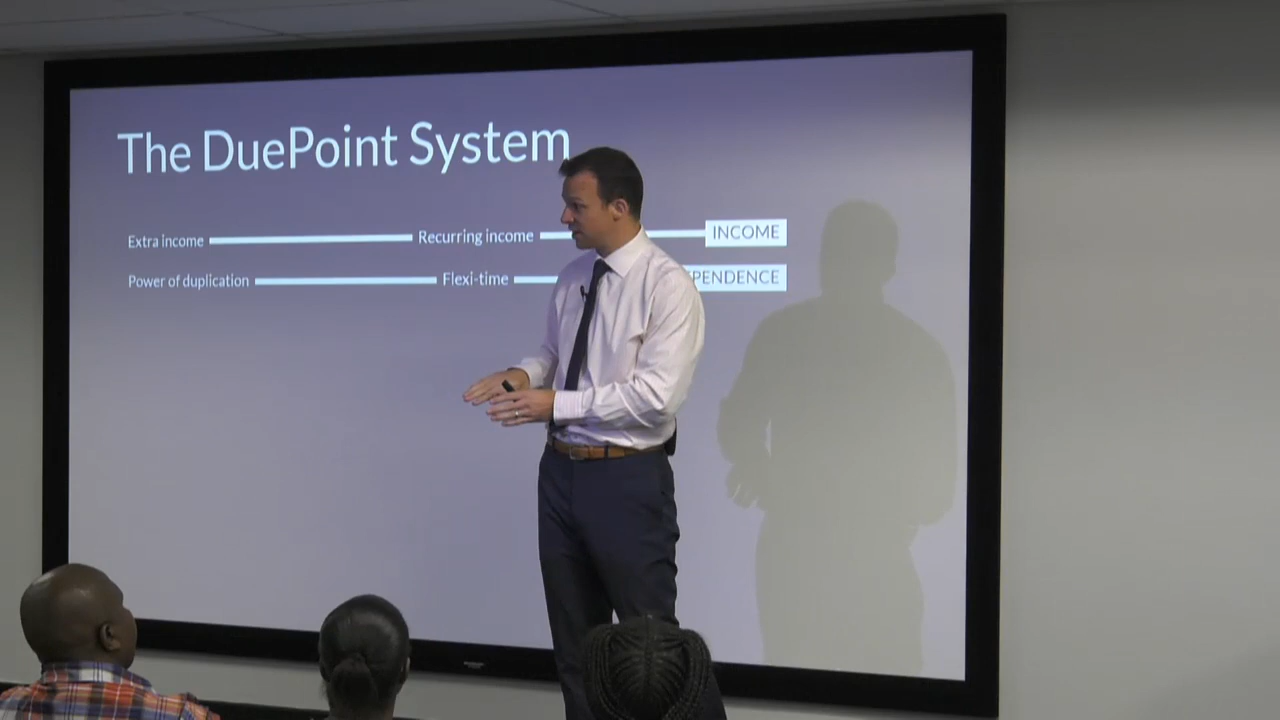 The DuePoint System
Extra income Recurring income INCOME
Power of duplication Flexi-time PENDENCE